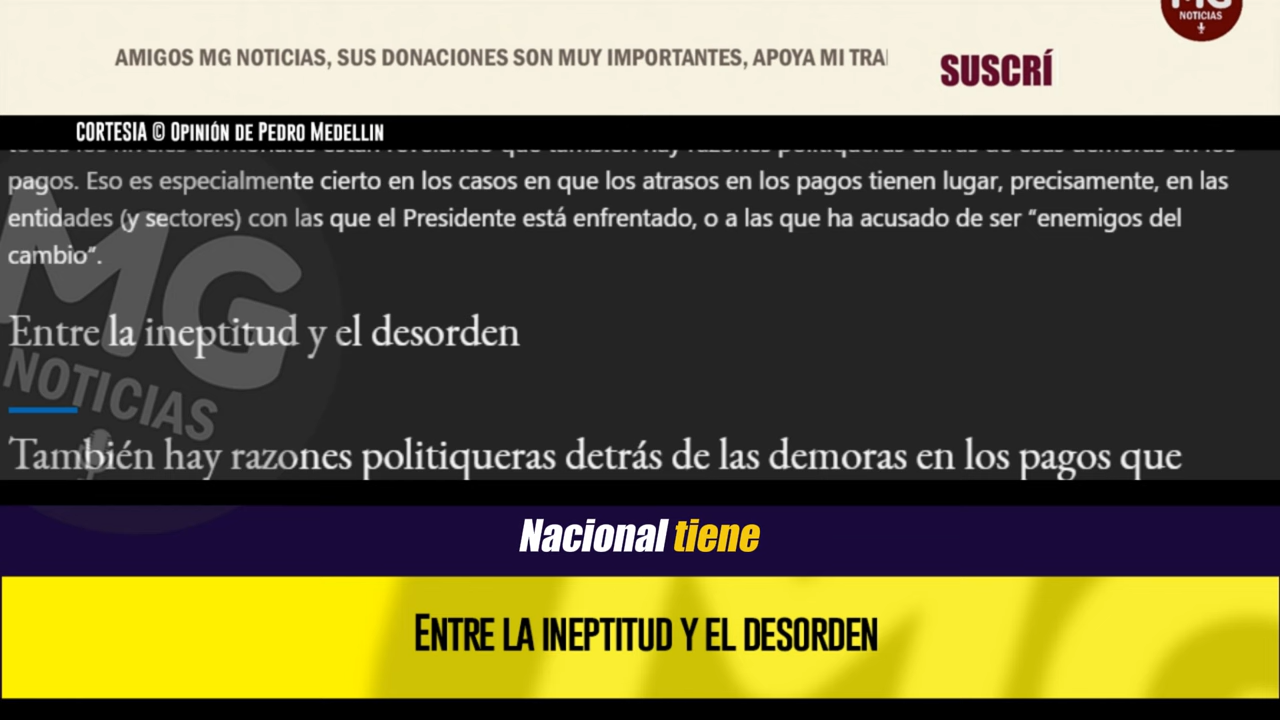 MG
NOTICIAS
AMIGOS MG NOTICIAS, SUS DONACIONES SON MUY IMPORTANTES, APOYA MI TRA
SUSCRÍ
CORTESIA © OPINIÓN DE PEDRO MEDELLIN
pagos. Eso es especialmente cierto en los casos en que los atrasos en los pagos tienen lugar, precisamente, en las
entidades (y sectores) con las que el Presidente está enfrentado, o a las que ha acusado de ser “enemigos del
cambio”.
Entre la ineptitud y el desorden
MG
NOTICIAS
También hay razones politiqueras detrás de las demoras en los pagos que
Nacional tiene
ENTRE LA INEPTITUD Y EL DESORDEN